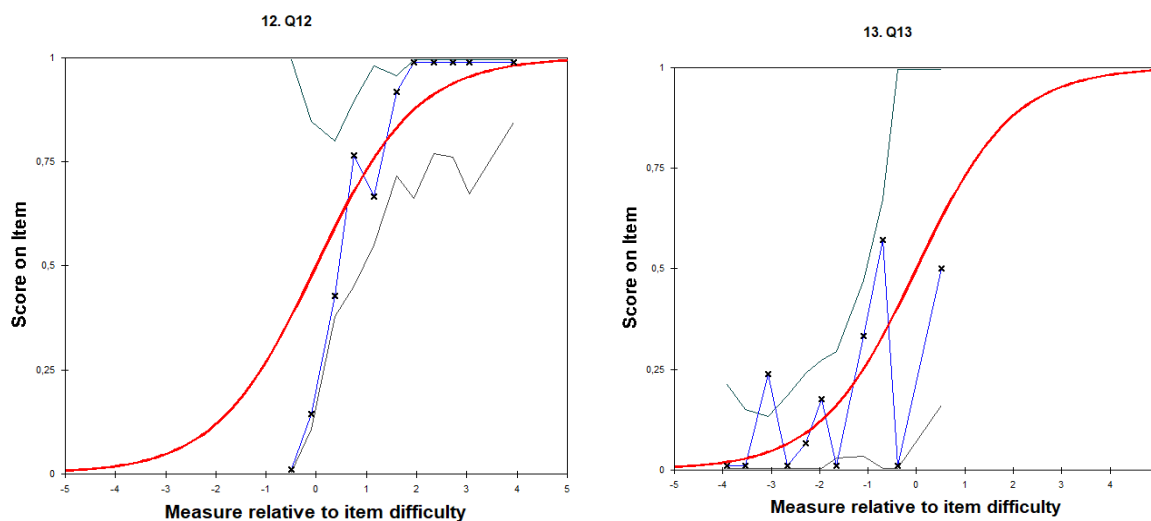 12. Q12
1
0,75
0,5
0,25
0
Score on Item
-5 -4 -3 -2 -1 0 1 2 3 4 5
Measure relative to item difficulty
13. Q13
1
0,75
0,5
0,25
0
Score on Item
-5 -4 -3 -2 -1 0 1 2 3 4
Measure relative to item difficulty